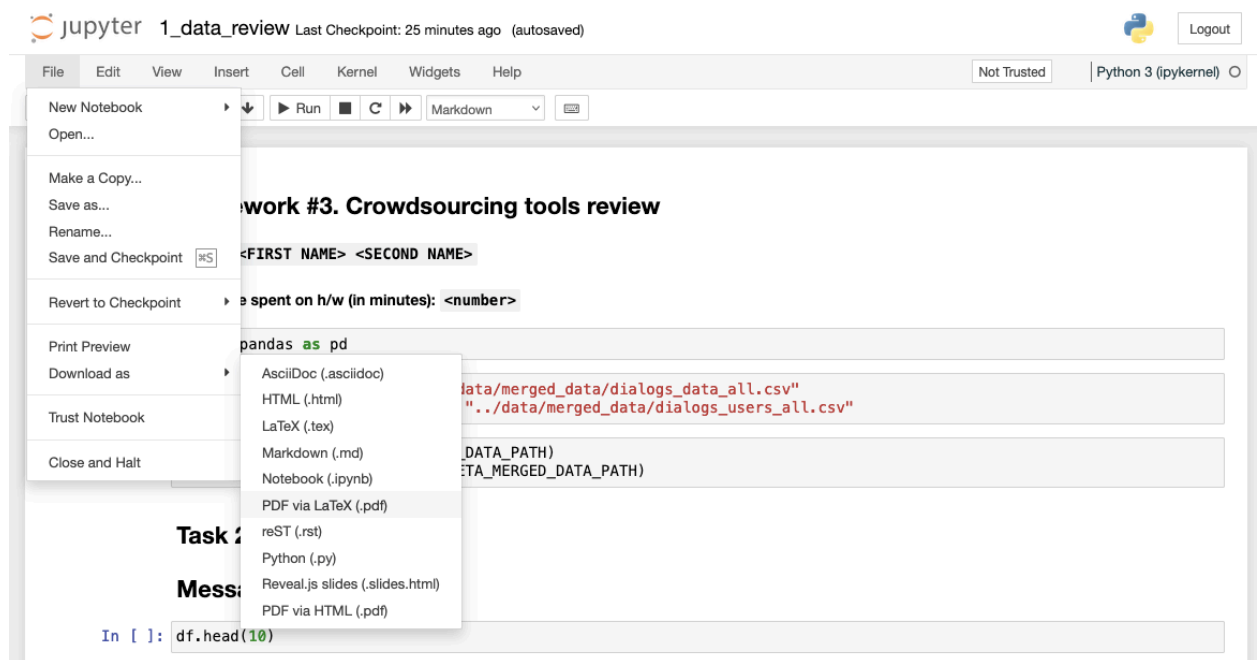 jupyter 1_data_review Last Checkpoint: 25 minutes ago (autosaved) Logout
File Edit View Insert Cell Kernel Widgets Help Not Trusted Python 3 (ipykernel)
New Notebook
Open...
Make a Copy...
Save as...
Rename...
Save and Checkpoint ⌘S
Revert to Checkpoint
Print Preview
Download as
Trust Notebook
Close and Halt
AsciiDoc (.asciidoc)
HTML (.html)
LaTeX (.tex)
Markdown (.md)
Notebook (.ipynb)
PDF via LaTeX (.pdf)
reST (.rst)
Python (.py)
Reveal.js slides (.slides.html)
PDF via HTML (.pdf)
Run Markdown
work #3. Crowdsourcing tools review
<FIRST NAME> <SECOND NAME>
e spent on h/w (in minutes): <number>
pandas as pd
data/merged_data/dialogs_data_all.csv"
"../data/merged_data/dialogs_users_all.csv"
_DATA_PATH)
ETA_MERGED_DATA_PATH)
Task 2
Messa
In [ ]: df.head(10)